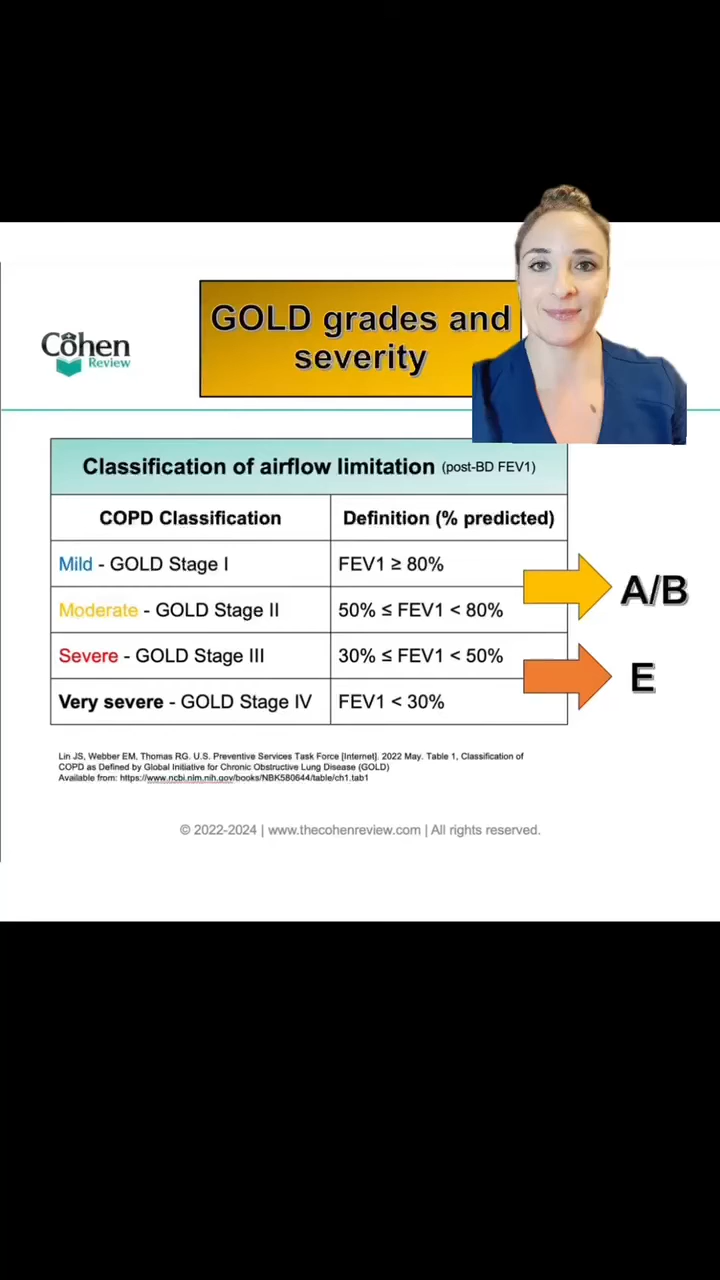 GOLD grades and
severity
Cohen
Review
Classification of airflow limitation (post-BD FEV1)
COPD Classification Definition (% predicted)
Mild - GOLD Stage I FEV1 ≥ 80%
Moderate - GOLD Stage II 50% ≤ FEV1 < 80%
Severe - GOLD Stage III 30% ≤ FEV1 < 50%
Very severe - GOLD Stage IV FEV1 < 30%
A/B
E
Lin JS, Webber EM, Thomas RG. U.S. Preventive Services Task Force [Internet]. 2022 May. Table 1, Classification of
COPD as Defined by Global Initiative for Chronic Obstructive Lung Disease (GOLD)
Available from: https://www.ncbi.nlm.nih.gov/books/NBK580644/table/ch1.tab1
© 2022-2024 | www.thecohenreview.com | All rights reserved.